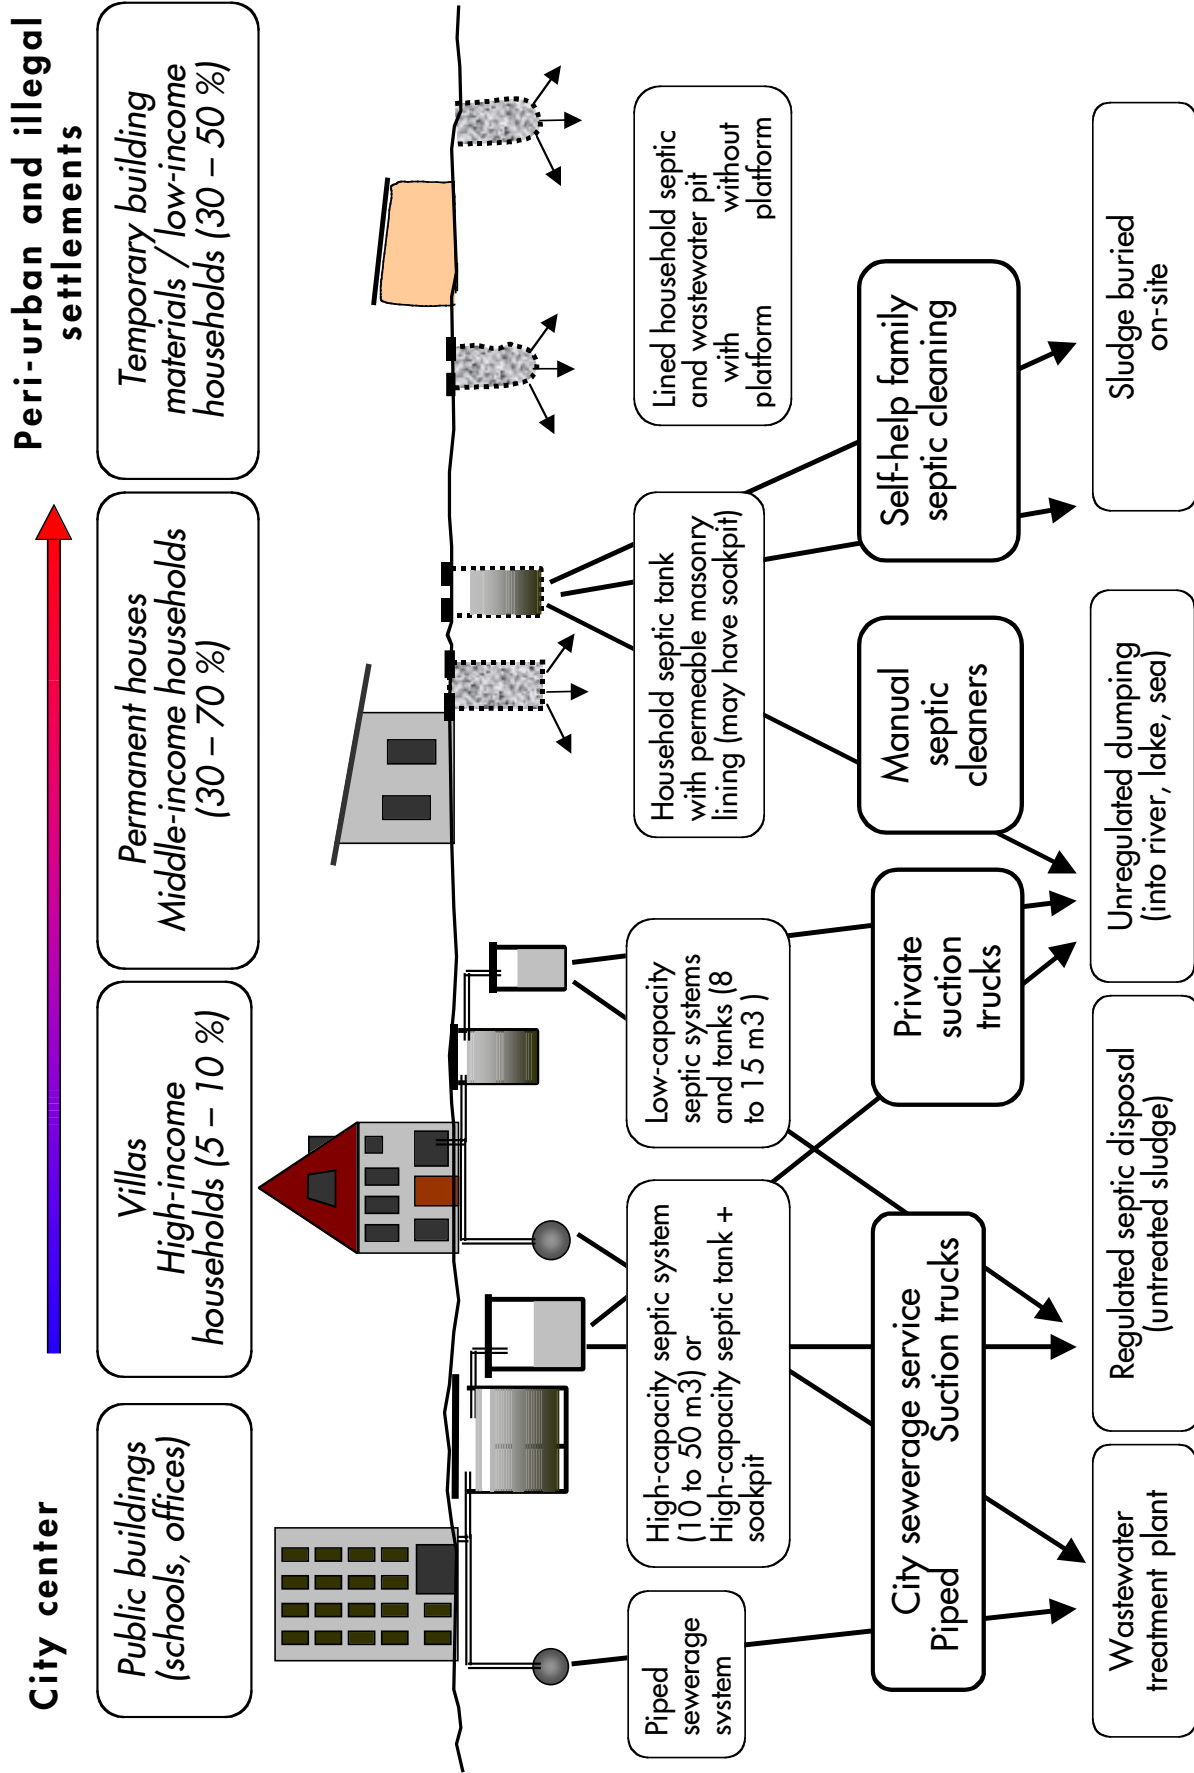 City center
Peri-urban and illegal
settlements
Public buildings
(schools, offices)
Villas
High-income
households (5 – 10 %)
Permanent houses
Middle-income households
(30 – 70 %)
Temporary building
materials / low-income
households (30 – 50 %)
Piped
sewerage
system
High-capacity septic system
(10 to 50 m3) or
High-capacity septic tank +
soakpit
Low-capacity
septic systems
and tanks (8
to 15 m3 )
Household septic tank
with permeable masonry
lining (may have soakpit)
Lined household septic
and wastewater pit
with without
platform platform
City sewerage service
Piped Suction trucks
Private
suction
trucks
Manual
septic
cleaners
Self-help family
septic cleaning
Wastewater
treatment plant
Regulated septic disposal
(untreated sludge)
Unregulated dumping
(into river, lake, sea)
Sludge buried
on-site